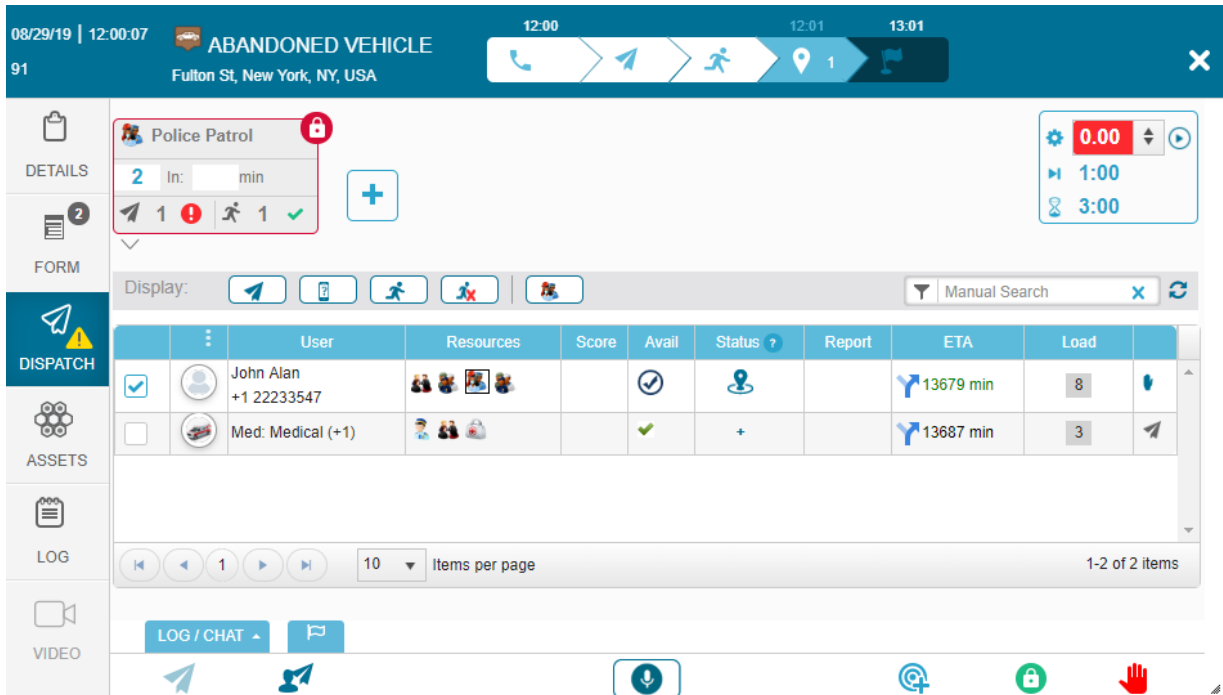 08/29/19 | 12:00:07
91
ABANDONED VEHICLE
Fulton St, New York, NY, USA
12:00
12:01
13:01
1
DETAILS
2
FORM
DISPATCH
ASSETS
LOG
VIDEO
Police Patrol
2 In: min
1 1
0.00
1:00
3:00
Display:
Manual Search
User Resources Score Avail Status ? Report ETA Load
John Alan
+1 22233547
13679 min 8
Med: Medical (+1) + 13687 min 3
1 10 Items per page 1-2 of 2 items
LOG / CHAT